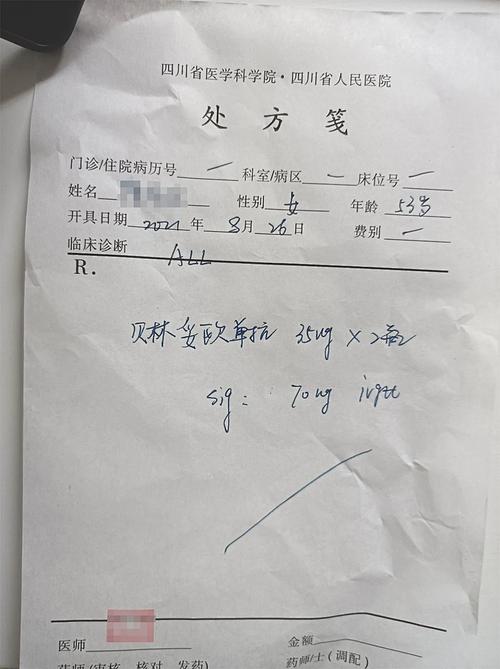 四川省医学科学院·四川省人民医院
处 方 笺
门诊/住院病历号 一 科室/病区 一 床位号 一
姓名 性别 女 年龄 53岁
开具日期 2021 年 8月 26 日 费别 一
临床诊断 ALL
R.
贝林妥欧单抗 35ug × 2瓶
sig: 70ug ivgtt
医师 金额
药师(审核、核对、发药) 药师/士(调配)